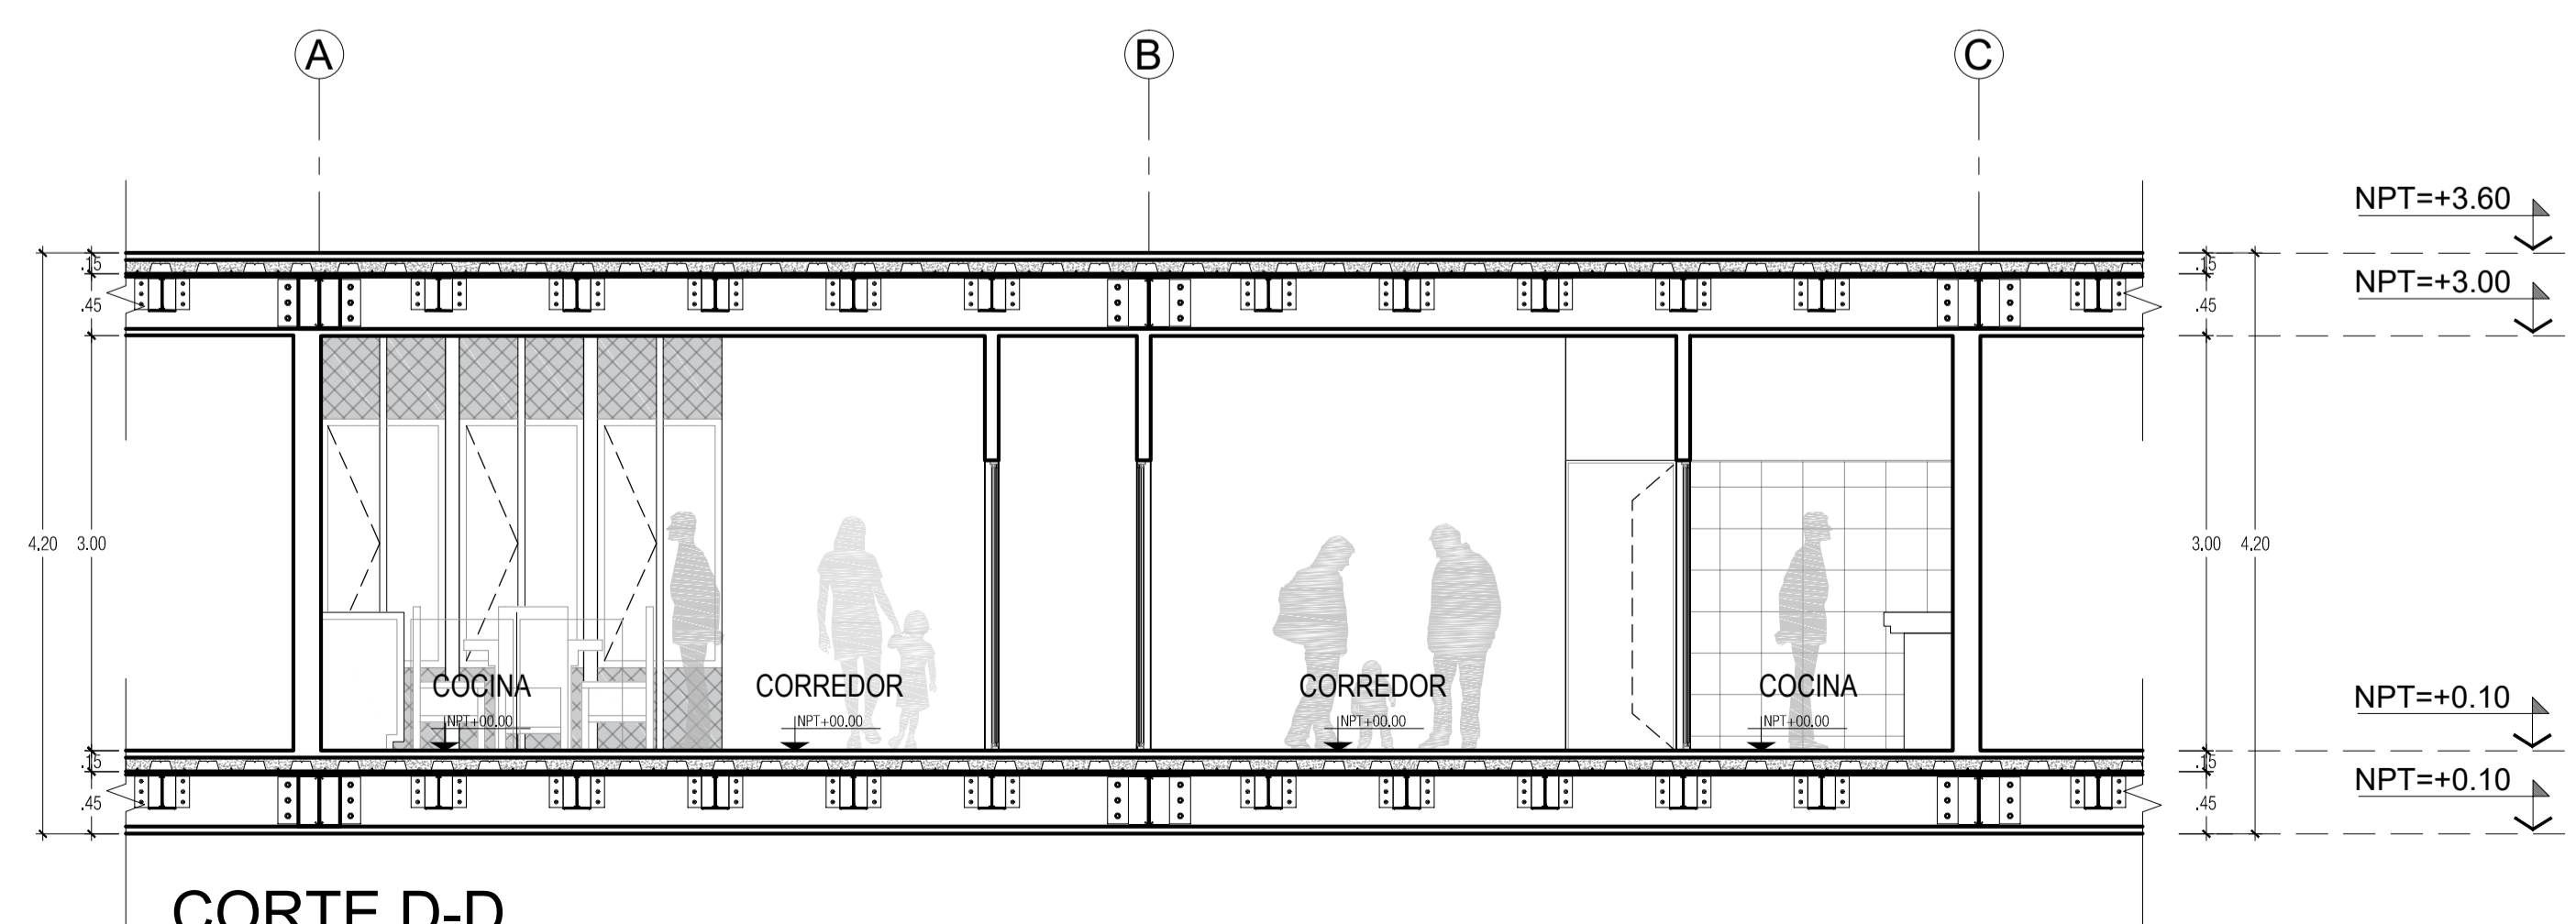 A B C
NPT=+3.60
.15 .15
NPT=+3.00
.45 .45
4.20 3.00 3.00 4.20
COCINA CORREDOR CORREDOR COCINA
NPT=+0.10
NPT+00.00 NPT+00.00 NPT+00.00 NPT+00.00
.15 .15
NPT=+0.10
.45 .45
CORTE D-D